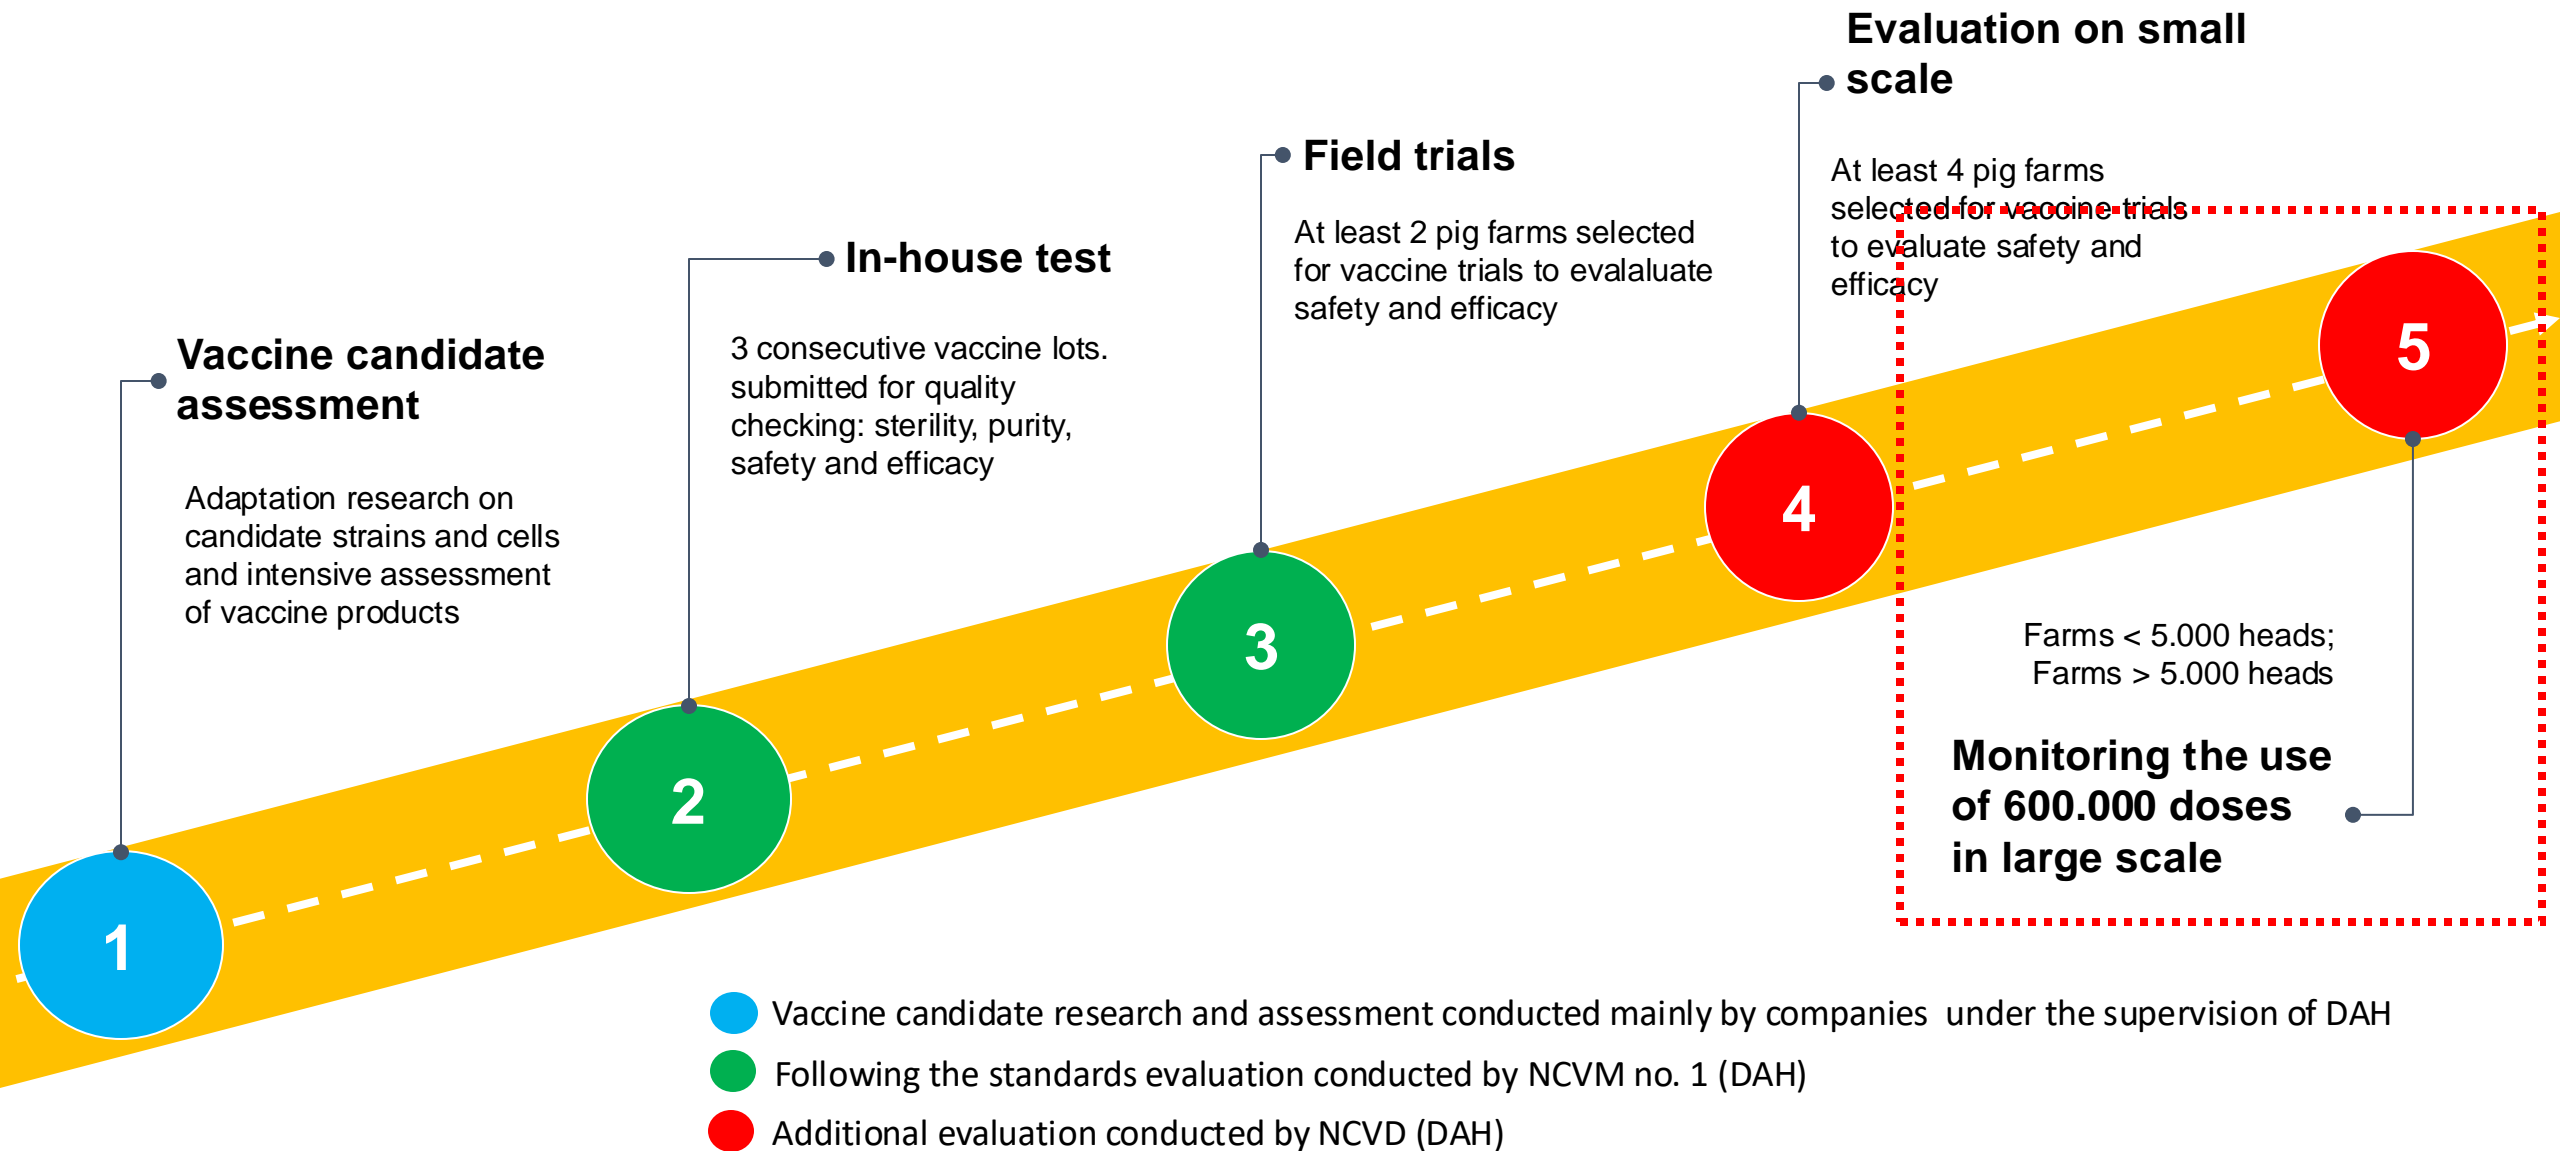 Vaccine candidate
assessment
Adaptation research on
candidate strains and cells
and intensive assessment
of vaccine products
1
In-house test
3 consecutive vaccine lots.
submitted for quality
checking: sterility, purity,
safety and efficacy
2
Field trials
At least 2 pig farms selected
for vaccine trials to evalaluate
safety and efficacy
3
Evaluation on small
scale
At least 4 pig farms
selected for vaccine trials
to evaluate safety and
efficacy
4
5
Farms < 5.000 heads;
Farms > 5.000 heads
Monitoring the use
of 600.000 doses
in large scale
Vaccine candidate research and assessment conducted mainly by companies  under the supervision of DAH
Following the standards evaluation conducted by NCVM no. 1 (DAH)
Additional evaluation conducted by NCVD (DAH)